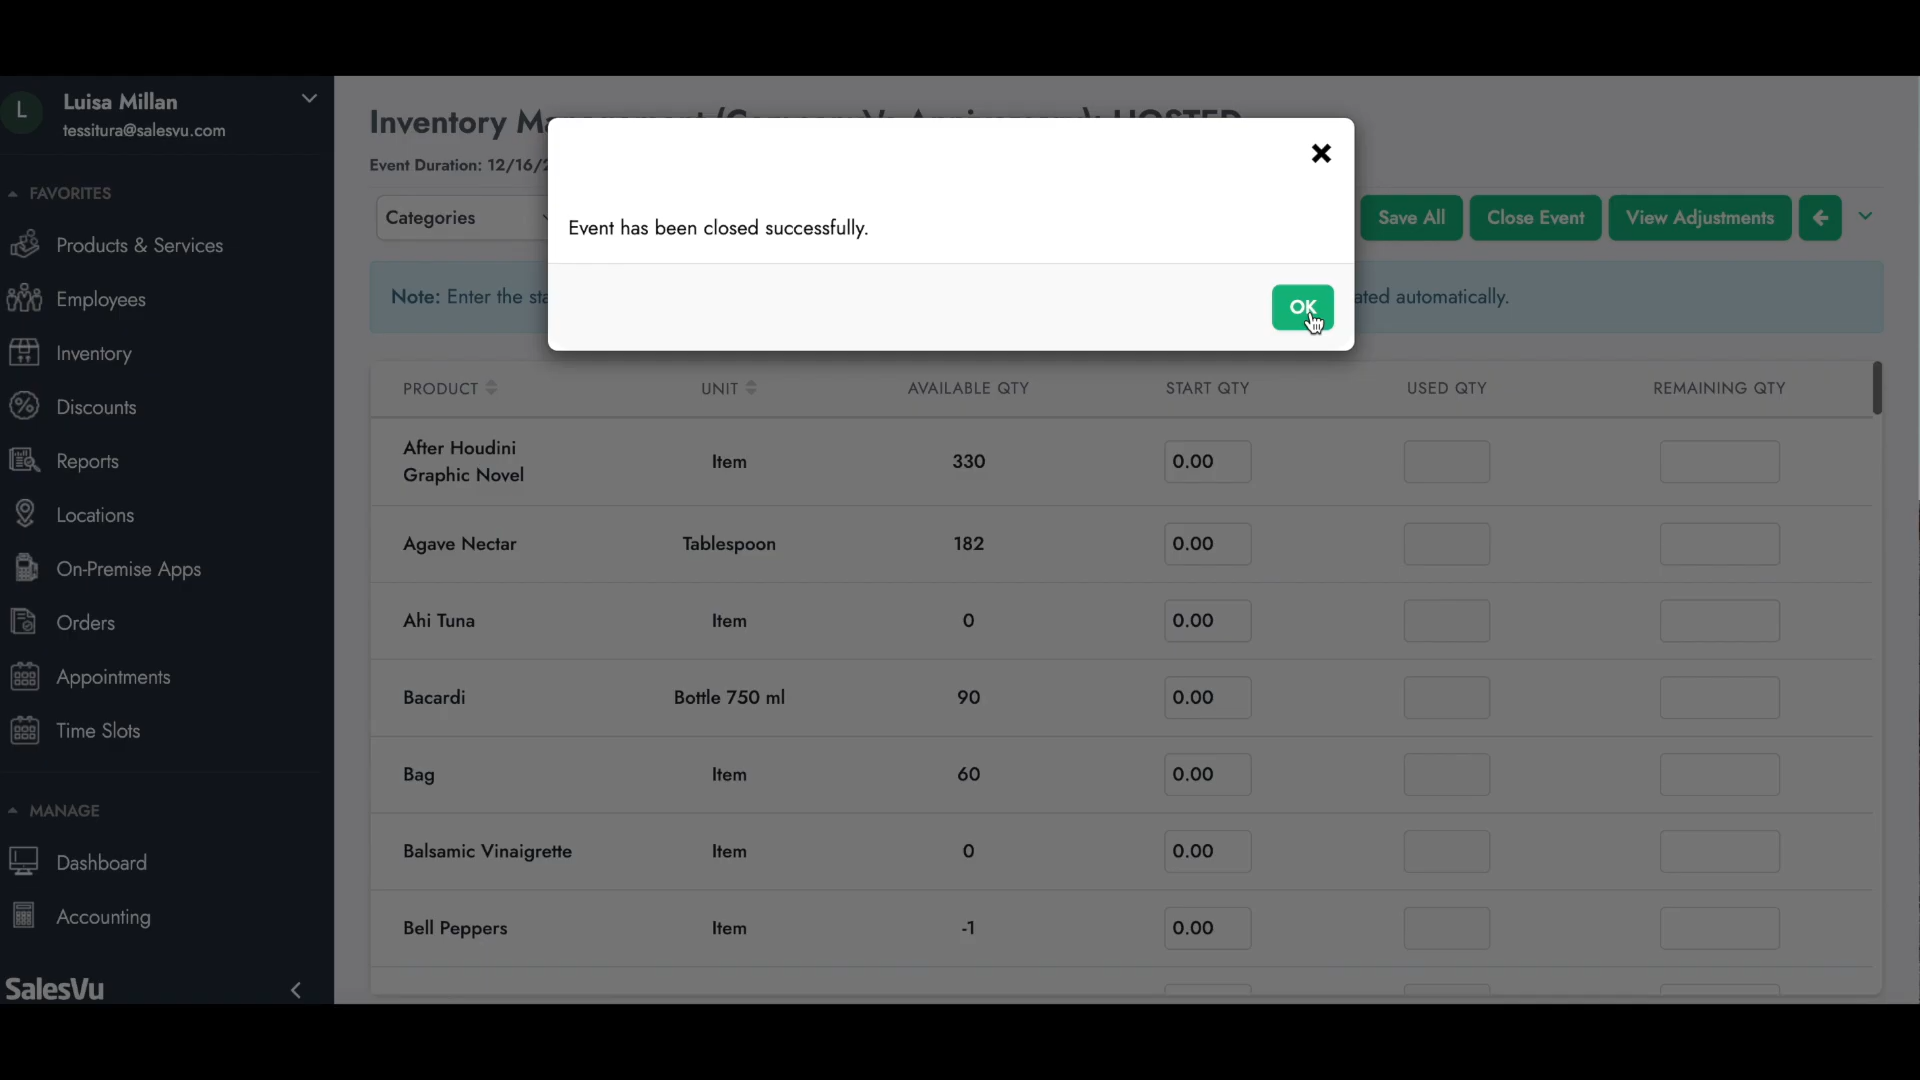 L
Luisa Millan
tessitura@salesvu.com
FAVORITES
Products & Services
Employees
Inventory
Discounts
Reports
Locations
On-Premise Apps
Orders
Appointments
Time Slots
MANAGE
Dashboard
Accounting
SalesVu
Inventory
Event Duration: 12/16/
Categories
Save All
Close Event
View Adjustments
Note: Enter the
automatically.
Event has been closed successfully.
OK
PRODUCT UNIT AVAILABLE QTY START QTY USED QTY REMAINING QTY
After Houdini
Graphic Novel
Item 330 0.00
Agave Nectar Tablespoon 182 0.00
Ahi Tuna Item 0 0.00
Bacardi Bottle 750 ml 90 0.00
Bag Item 60 0.00
Balsamic Vinaigrette Item 0 0.00
Bell Peppers Item -1 0.00